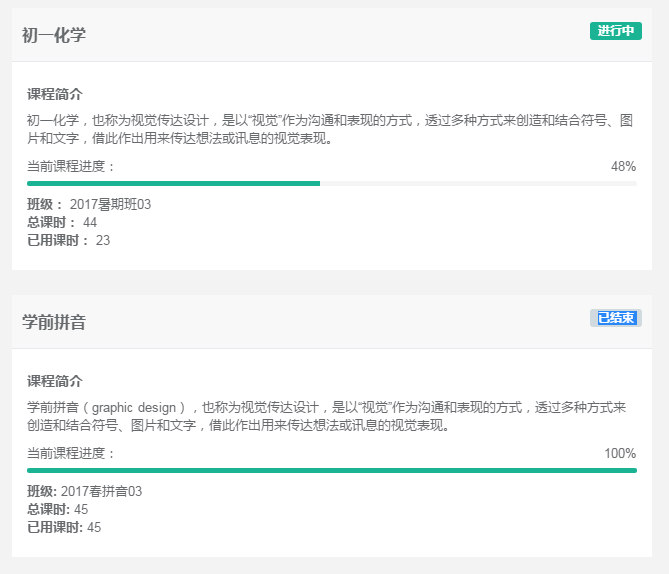 初一化学
进行中
课程简介
初一化学，也称为视觉传达设计，是以“视觉”作为沟通和表现的方式，透过多种方式来创造和结合符号、图
片和文字，借此作出用来传达想法或讯息的视觉表现。
当前课程进度： 48%
班级： 2017暑期班03
总课时： 44
已用课时： 23
学前拼音
已结束
课程简介
学前拼音（graphic design），也称为视觉传达设计，是以“视觉”作为沟通和表现的方式，透过多种方式来
创造和结合符号、图片和文字，借此作出用来传达想法或讯息的视觉表现。
当前课程进度： 100%
班级: 2017春拼音03
总课时: 45
已用课时: 45